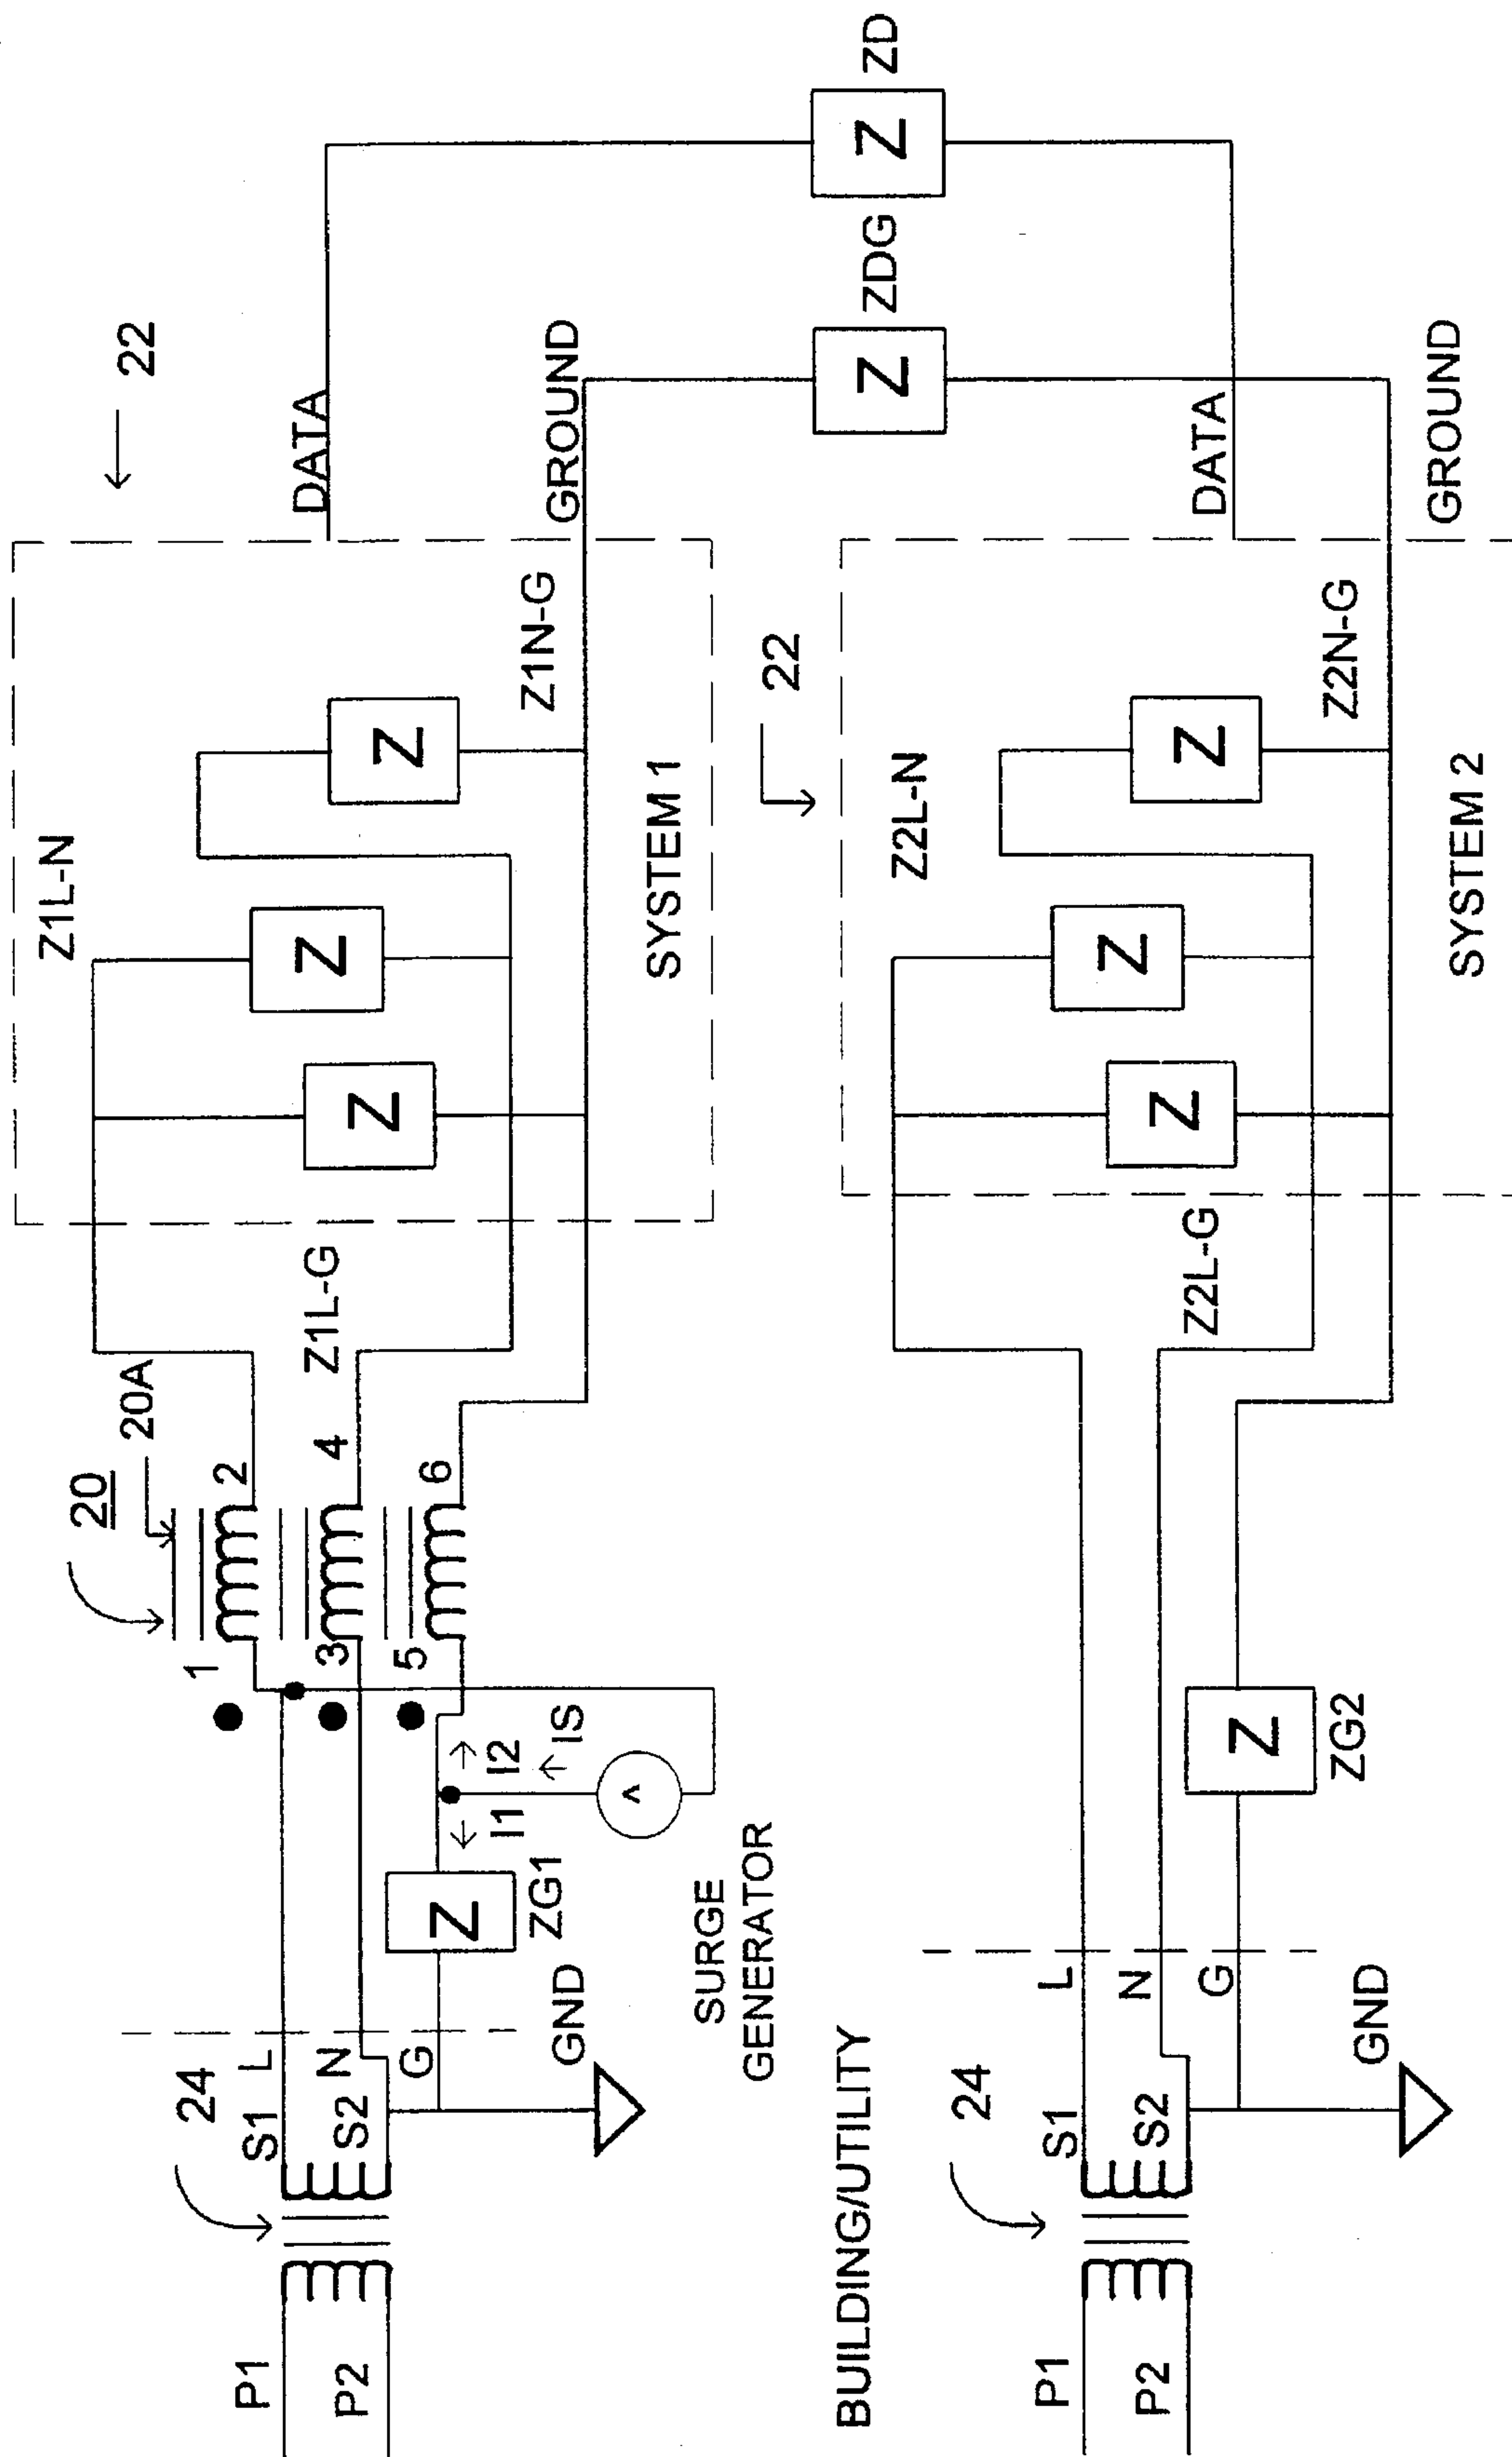 P1
P2
24
S1
S2
L
N
G
GND
ZG1
Z
I1
I2
IS
SURGE
GENERATOR
1
3
5
20
20A
2
4
6
Z1L-G
Z
Z1L-N
Z
Z1N-G
Z
SYSTEM 1
22
DATA
GROUND
ZDG
Z
ZD
Z
BUILDING/UTILITY
P1
P2
24
S1
S2
L
N
G
GND
ZG2
Z
Z2L-G
Z
Z2L-N
Z
Z2N-G
Z
SYSTEM 2
22
DATA
GROUND